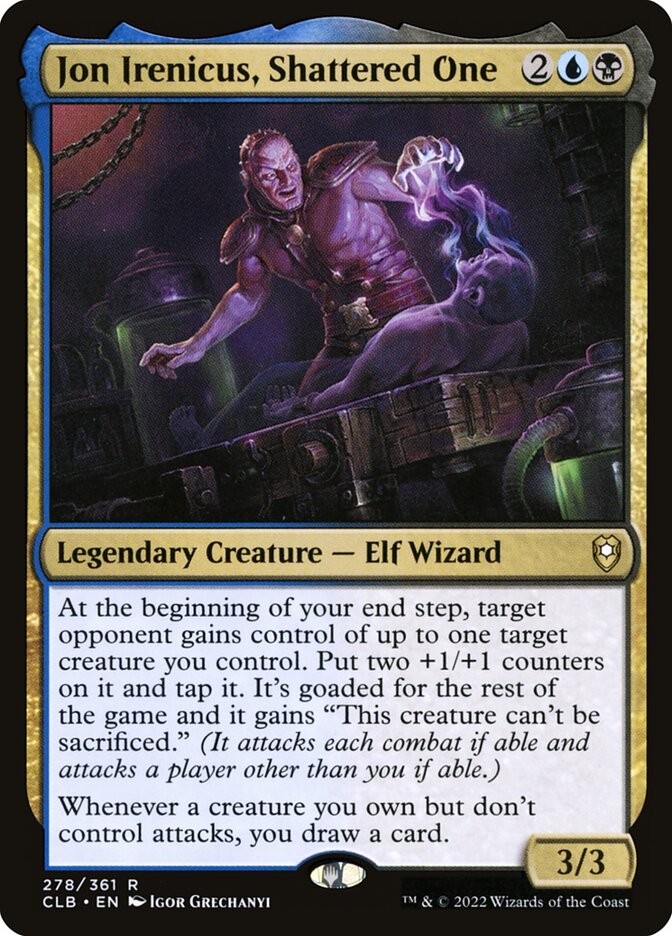 Jon Irenicus, Shattered One 2
Legendary Creature — Elf Wizard
At the beginning of your end step, target
opponent gains control of up to one target
creature you control. Put two +1/+1 counters
on it and tap it. It's goaded for the rest of
the game and it gains “This creature can't be
sacrificed.” (It attacks each combat if able and
attacks a player other than you if able.)
Whenever a creature you own but don't
control attacks, you draw a card.
3/3
278/361 R
CLB • EN Igor Grechanyi
™ & © 2022 Wizards of the Coast